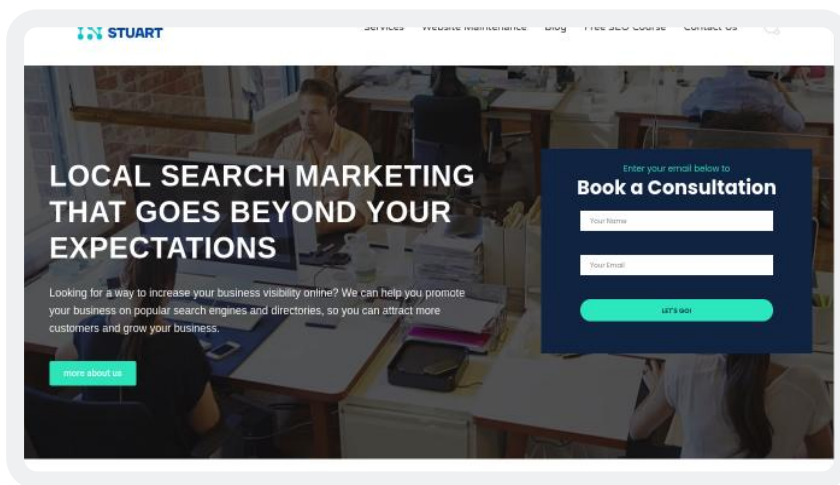 STUART
Services Website Maintenance Blog Free SEO Course Contact Us
LOCAL SEARCH MARKETING
THAT GOES BEYOND YOUR
EXPECTATIONS
Looking for a way to increase your business visibility online? We can help you promote
your business on popular search engines and directories, so you can attract more
customers and grow your business.
more about us
Enter your email below to
Book a Consultation
Your Name
Your Email
LET'S GO!